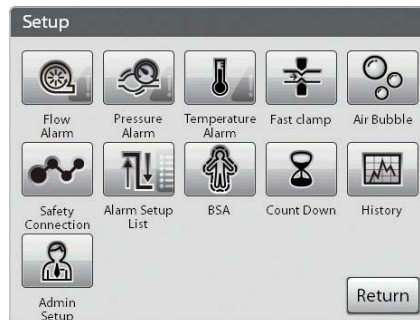 Setup
Flow
Alarm
Pressure
Alarm
Temperature
Alarm
Fast clamp
Air Bubble
Safety
Connection
Alarm Setup
List
BSA
Count Down
History
Admin
Setup
Return